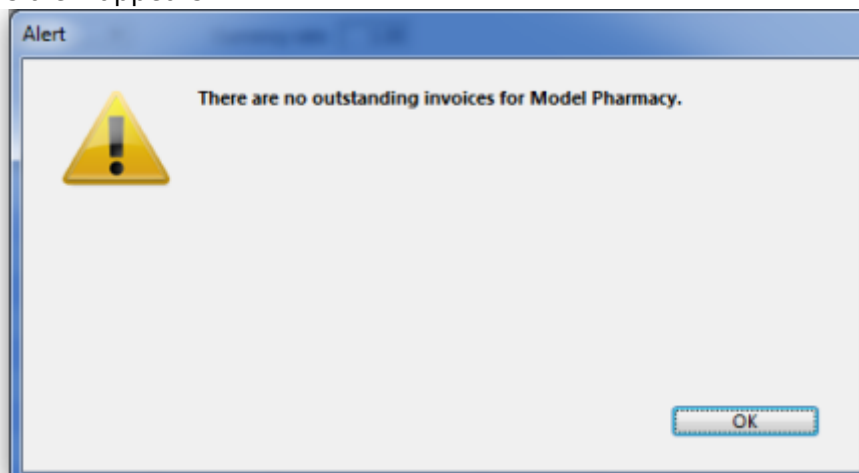 Alert
There are no outstanding invoices for Model Pharmacy.
OK